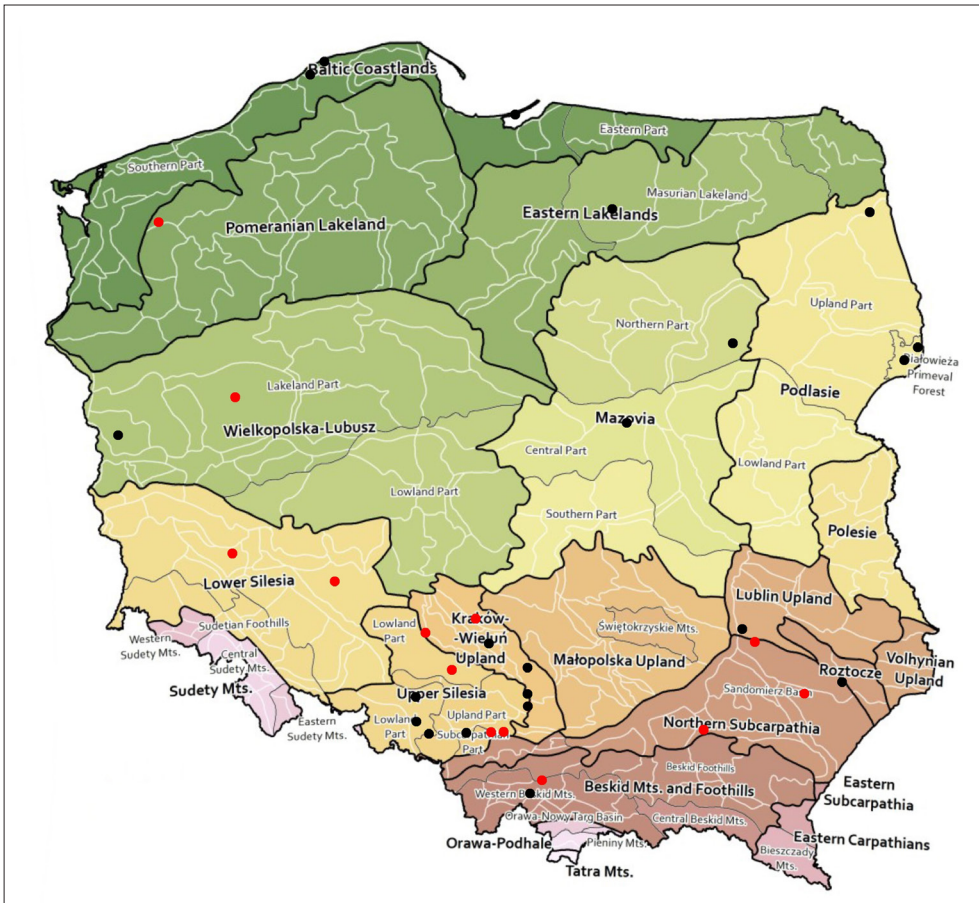 Baltic Coastlands
Eastern Part
Southern Part
Masurian Lakeland
Eastern Lakelands
Pomeranian Lakeland
Upland Part
Northern Part
Białowieża
Primeval
Forest
Lakeland Part
Podlasie
Mazovia
Wielkopolska-Lubusz
Central Part
Lowland Part
Lowland Part
Southern Part
Polesie
Lower Silesia
Lublin Upland
Kraków-
-Wieluń
Upland
Lowland
Part
Świętokrzyskie Mts.
Sudetian Foothills
Western
Sudety Mts.
Central
Sudety Mts.
Małopolska Upland
Volhynian
Upland
Roztocze
Sudety Mts.
Upper Silesia
Sandomierz Basin
Eastern
Sudety Mts.
Lowland
Part
Upland Part
Subcarpathian
Part
Northern Subcarpathia
Beskid Foothills
Beskid Mts. and Foothills
Western Beskid Mts.
Eastern
Subcarpathia
Orawa-Nowy Targ Basin
Central Beskid Mts.
Orawa-Podhale
Pieniny Mts.
Eastern Carpathians
Bieszczady
Mts.
Tatra Mts.